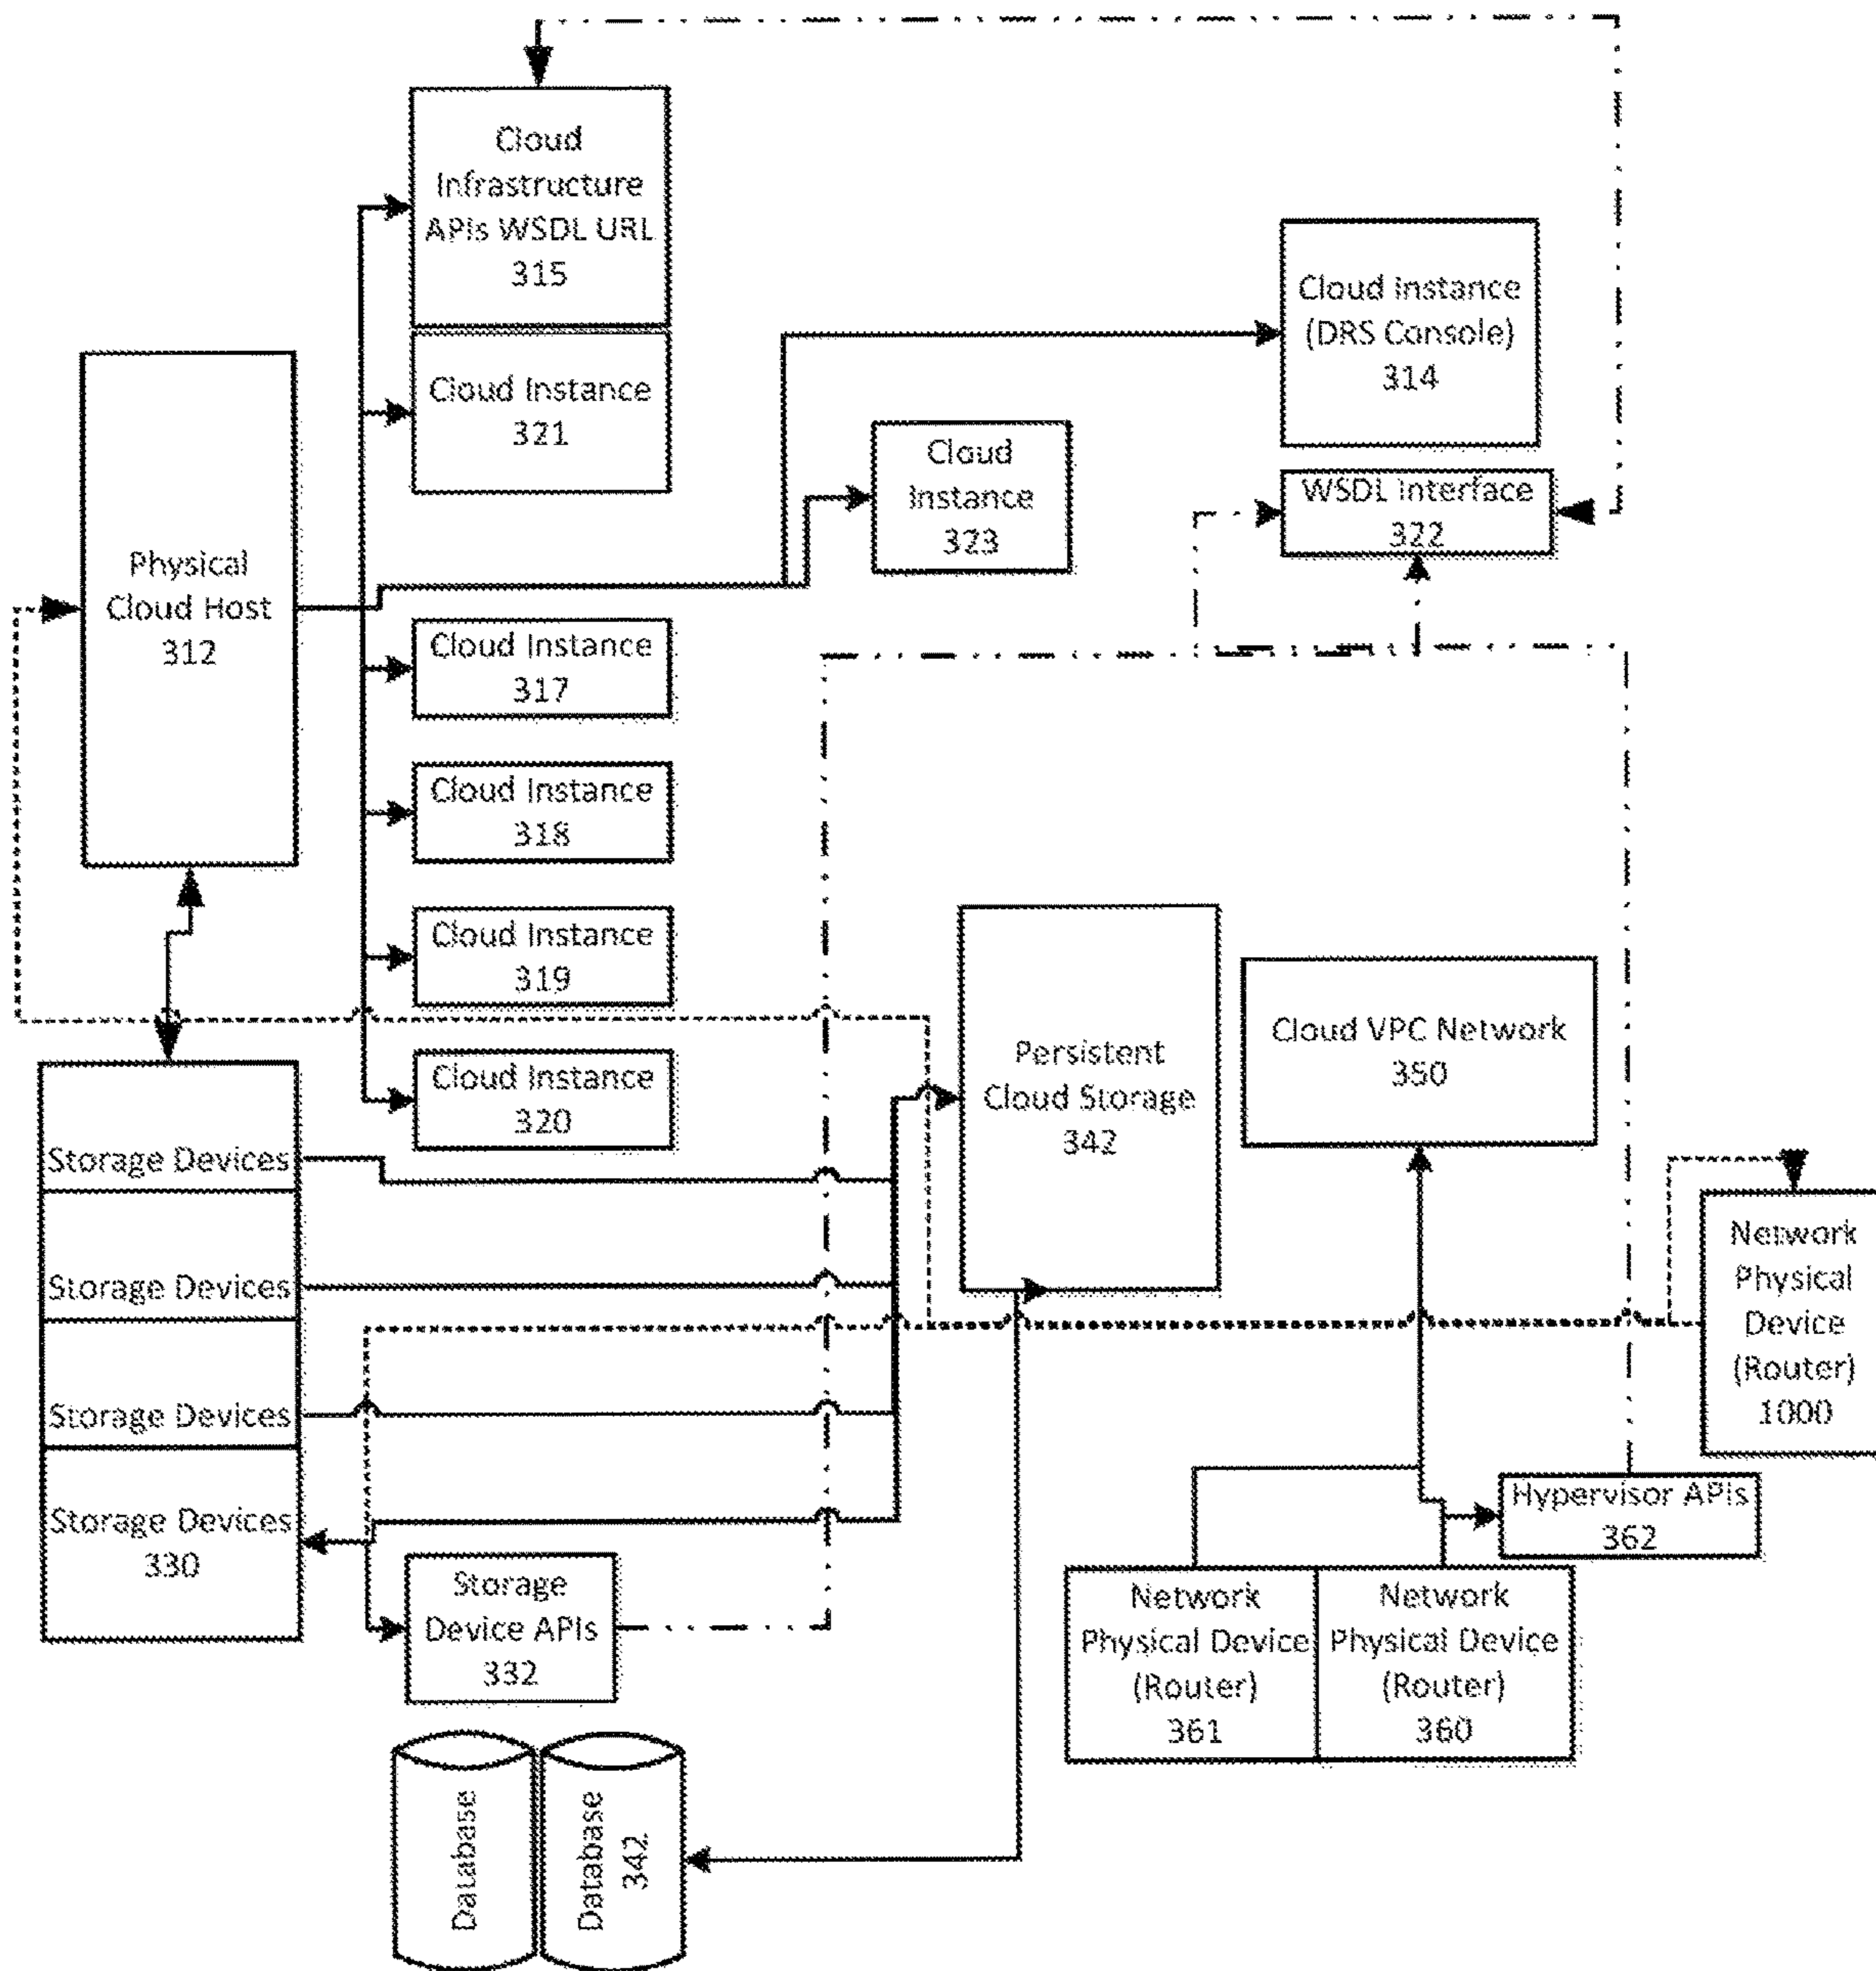 Cloud
Infrastructure
APIs WSDL URL
315
Cloud Instance
(DRS Console)
314
Cloud Instance
321
Cloud
Instance
323
WSDL Interface
322
Physical
Cloud Host
312
Cloud Instance
317
Cloud Instance
318
Cloud Instance
319
Cloud Instance
320
Persistent
Cloud Storage
342
Cloud VPC Network
350
Storage Devices
Storage Devices
Storage Devices
Storage Devices
330
Network
Physical
Device
(Router)
1000
Hypervisor APIs
362
Storage
Device APIs
332
Network
Physical Device
(Router)
361
Network
Physical Device
(Router)
360
Database
Database
342